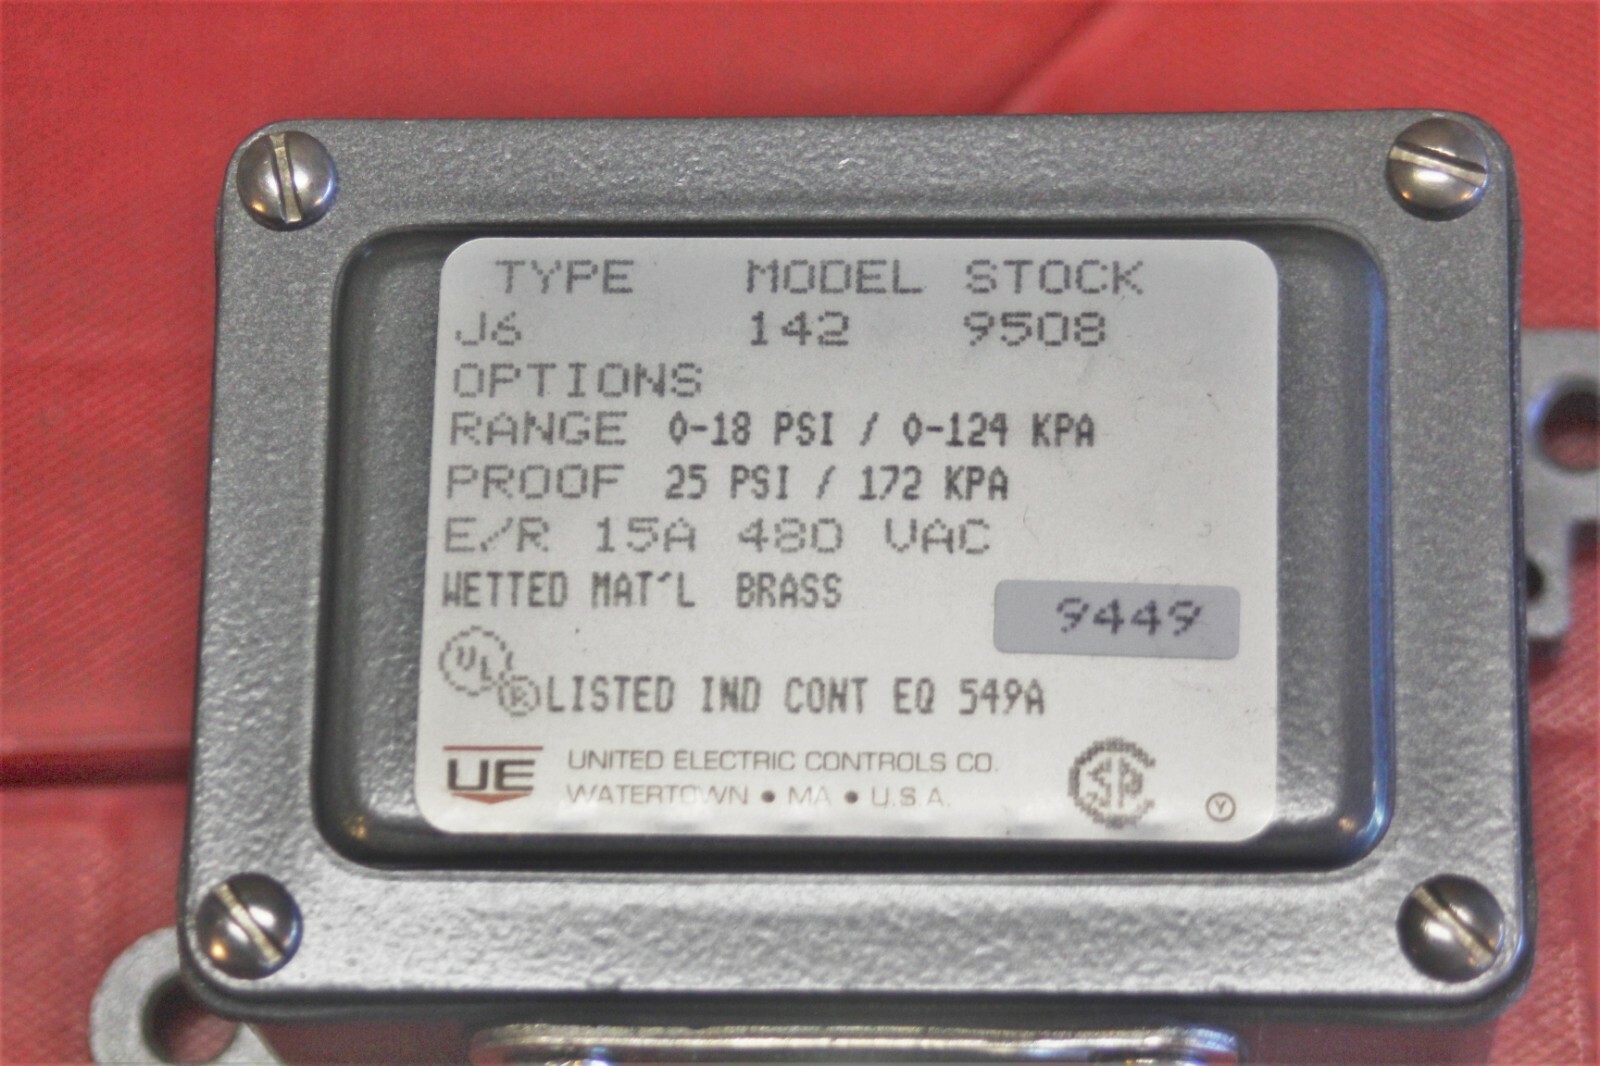 TYPE MODEL STOCK
J6 142 9508
OPTIONS
RANGE 0-18 PSI / 0-124 KPA
PROOF 25 PSI / 172 KPA
E/R 15A 480 VAC
WETTED MAT'L BRASS
9449
UL
R LISTED IND CONT EQ 549A
UE UNITED ELECTRIC CONTROLS CO.
WATERTOWN • MA • U.S.A.
SA
Y